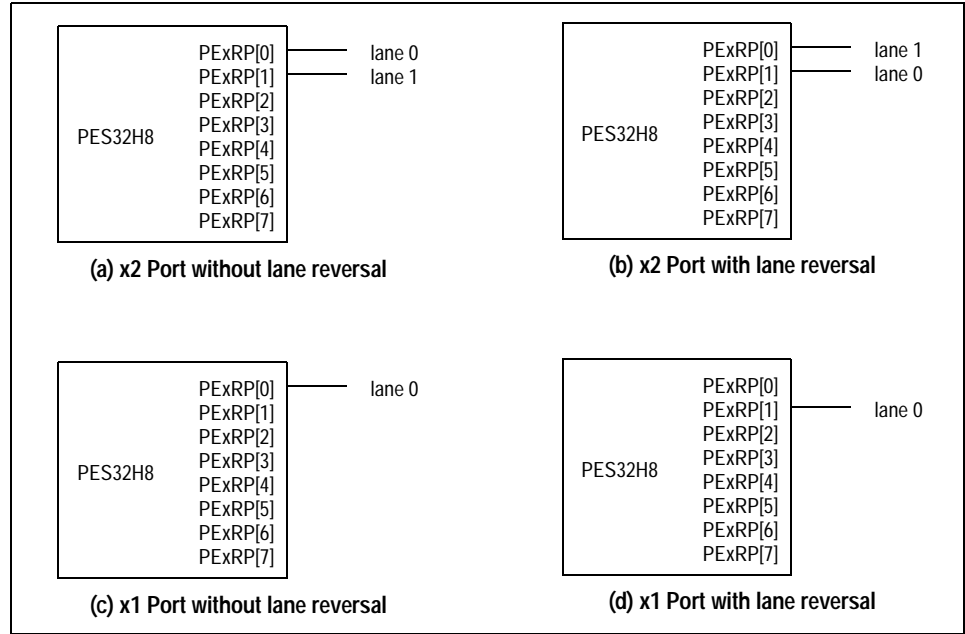 PES32H8
PExRP[0] lane 0
PExRP[1] lane 1
PExRP[2]
PExRP[3]
PExRP[4]
PExRP[5]
PExRP[6]
PExRP[7]
(a) x2 Port without lane reversal
PES32H8
PExRP[0] lane 1
PExRP[1] lane 0
PExRP[2]
PExRP[3]
PExRP[4]
PExRP[5]
PExRP[6]
PExRP[7]
(b) x2 Port with lane reversal
PES32H8
PExRP[0] lane 0
PExRP[1]
PExRP[2]
PExRP[3]
PExRP[4]
PExRP[5]
PExRP[6]
PExRP[7]
(c) x1 Port without lane reversal
PES32H8
PExRP[0]
PExRP[1] lane 0
PExRP[2]
PExRP[3]
PExRP[4]
PExRP[5]
PExRP[6]
PExRP[7]
(d) x1 Port with lane reversal